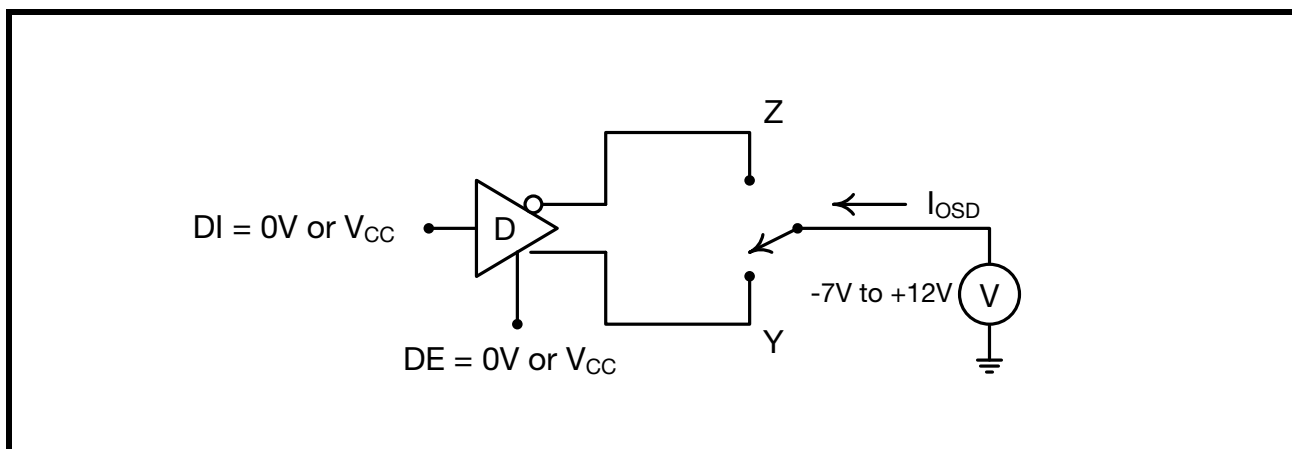 Z
I_OSD
DI = 0V or V_CC
D
-7V to +12V
V
Y
DE = 0V or V_CC